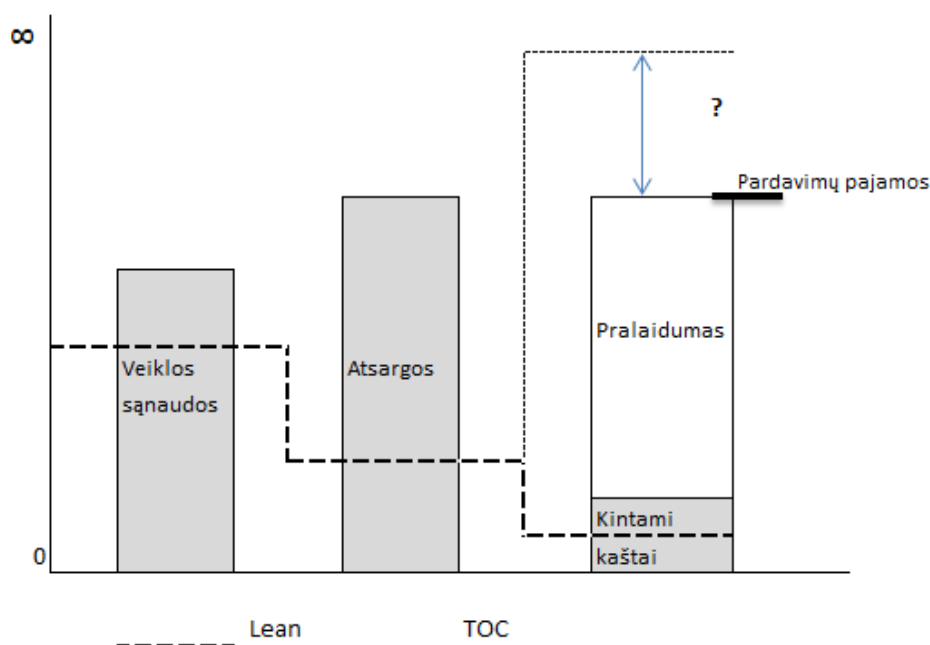 ∞
?
Pardavimų pajamos
Pralaidumas
Veiklos
sąnaudos
Atsargos
Kintami
kaštai
0
Lean TOC